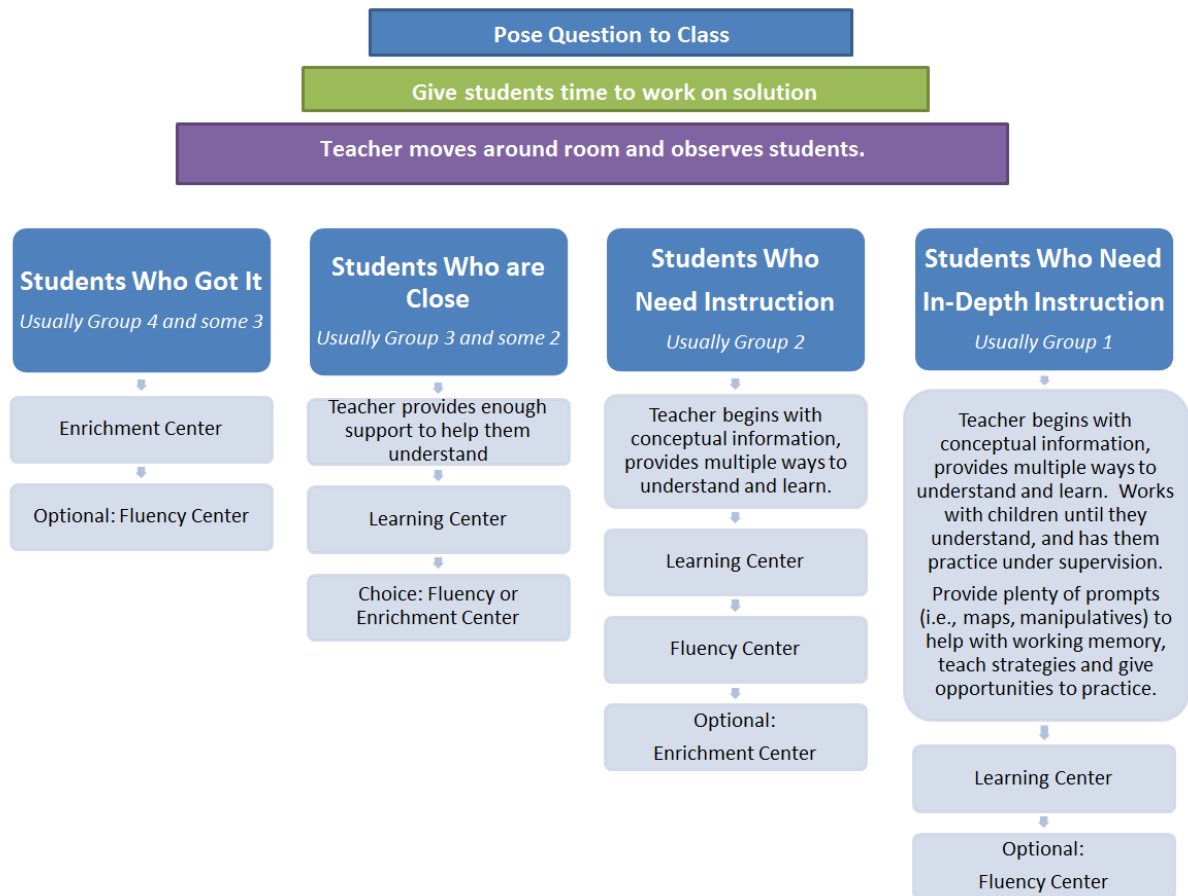 Pose Question to Class
Give students time to work on solution
Teacher moves around room and observes students.
Students Who Got It
Usually Group 4 and some 3
Enrichment Center
Optional: Fluency Center
Students Who are
Close
Usually Group 3 and some 2
Teacher provides enough
support to help them
understand
Learning Center
Choice: Fluency or
Enrichment Center
Students Who
Need Instruction
Usually Group 2
Teacher begins with
conceptual information,
provides multiple ways to
understand and learn.
Learning Center
Fluency Center
Optional:
Enrichment Center
Students Who Need
In-Depth Instruction
Usually Group 1
Teacher begins with
conceptual information,
provides multiple ways to
understand and learn.  Works
with children until they
understand, and has them
practice under supervision.
Provide plenty of prompts
(i.e., maps, manipulatives) to
help with working memory,
teach strategies and give
opportunities to practice.
Learning Center
Optional:
Fluency Center